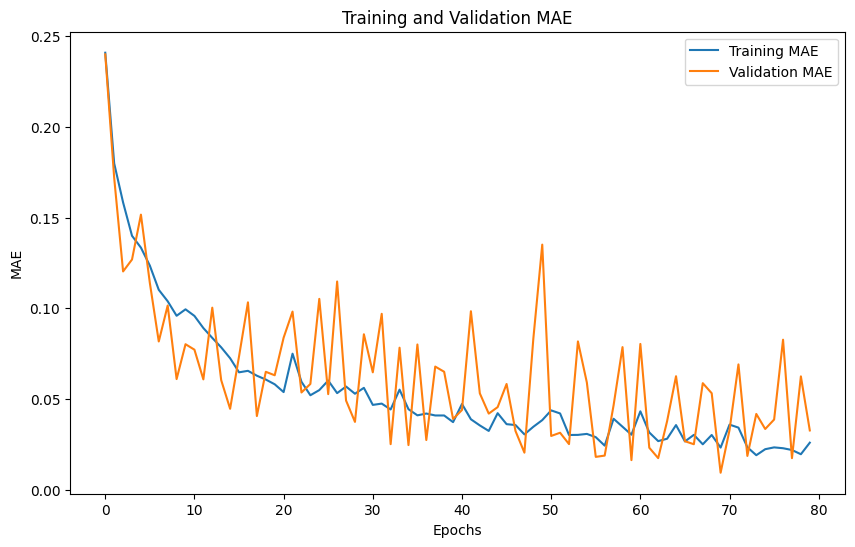 Training and Validation MAE
Training MAE
Validation MAE
0.25
0.20
0.15
0.10
0.05
0.00
MAE
0 10 20 30 40 50 60 70 80
Epochs